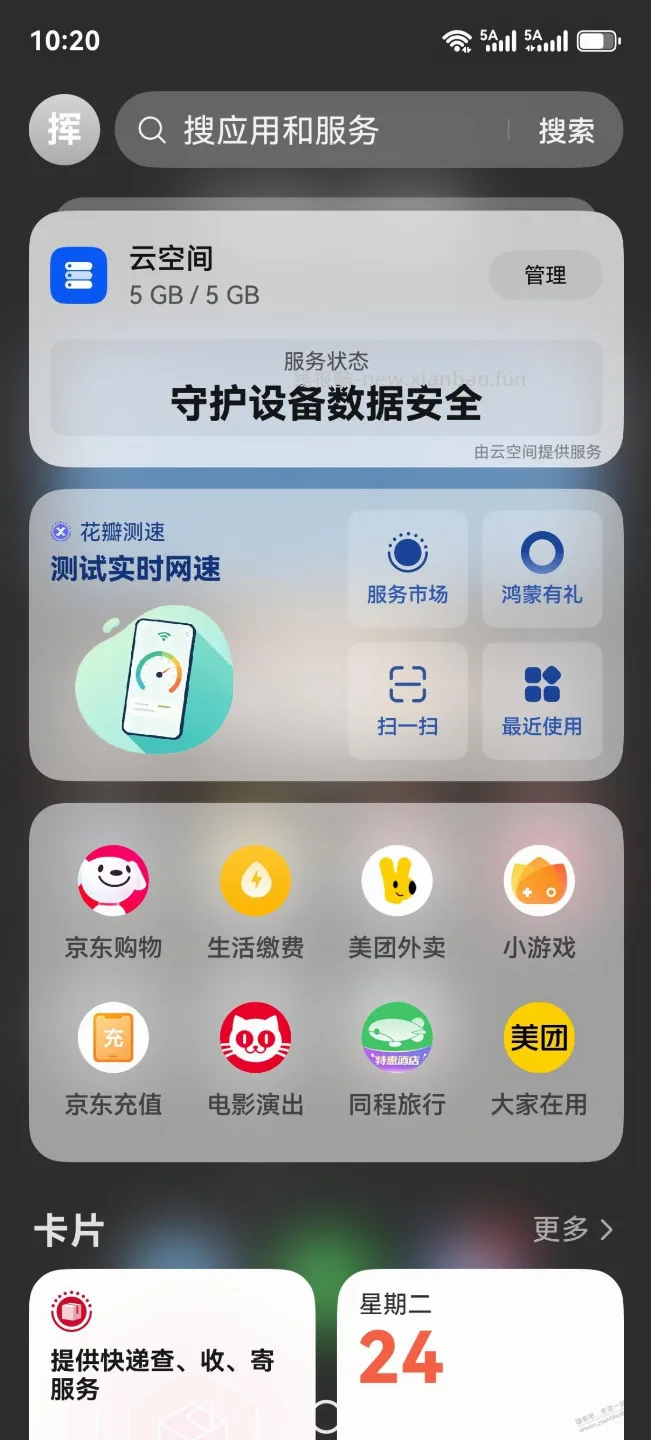 10:20
5A
5A
挥
搜应用和服务
搜索
云空间
5 GB / 5 GB
管理
服务状态
new.xianbao.fun
守护设备数据安全
由云空间提供服务
花瓣测速
测试实时网速
服务市场
鸿蒙有礼
扫一扫
最近使用
京东购物
生活缴费
美团外卖
小游戏
充
特惠酒店
美团
京东充值
电影演出
同程旅行
大家在用
卡片
更多
提供快递查、收、寄
服务
星期二
24